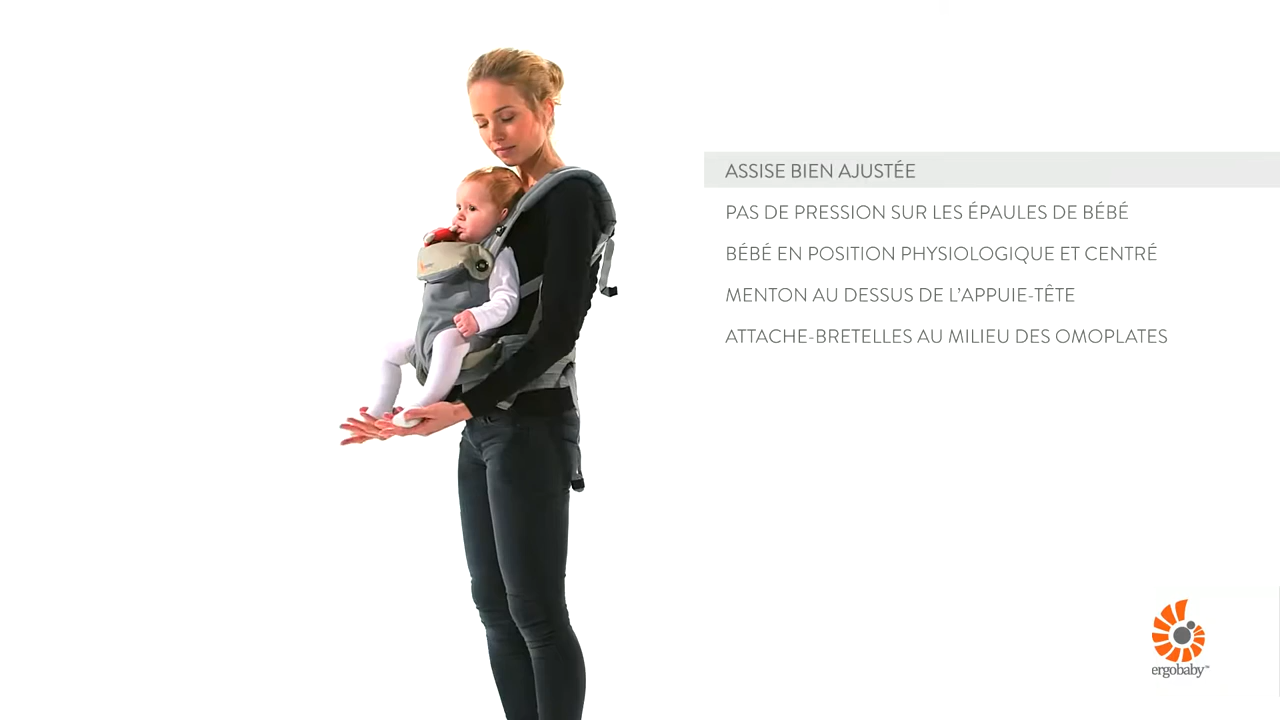 ASSISE BIEN AJUSTÉE
PAS DE PRESSION SUR LES ÉPAULES DE BÉBÉ
BÉBÉ EN POSITION PHYSIOLOGIQUE ET CENTRÉ
MENTON AU DESSUS DE L'APPUIE-TÊTE
ATTACHE-BRETELLES AU MILIEU DES OMOPLATES
ergobaby™